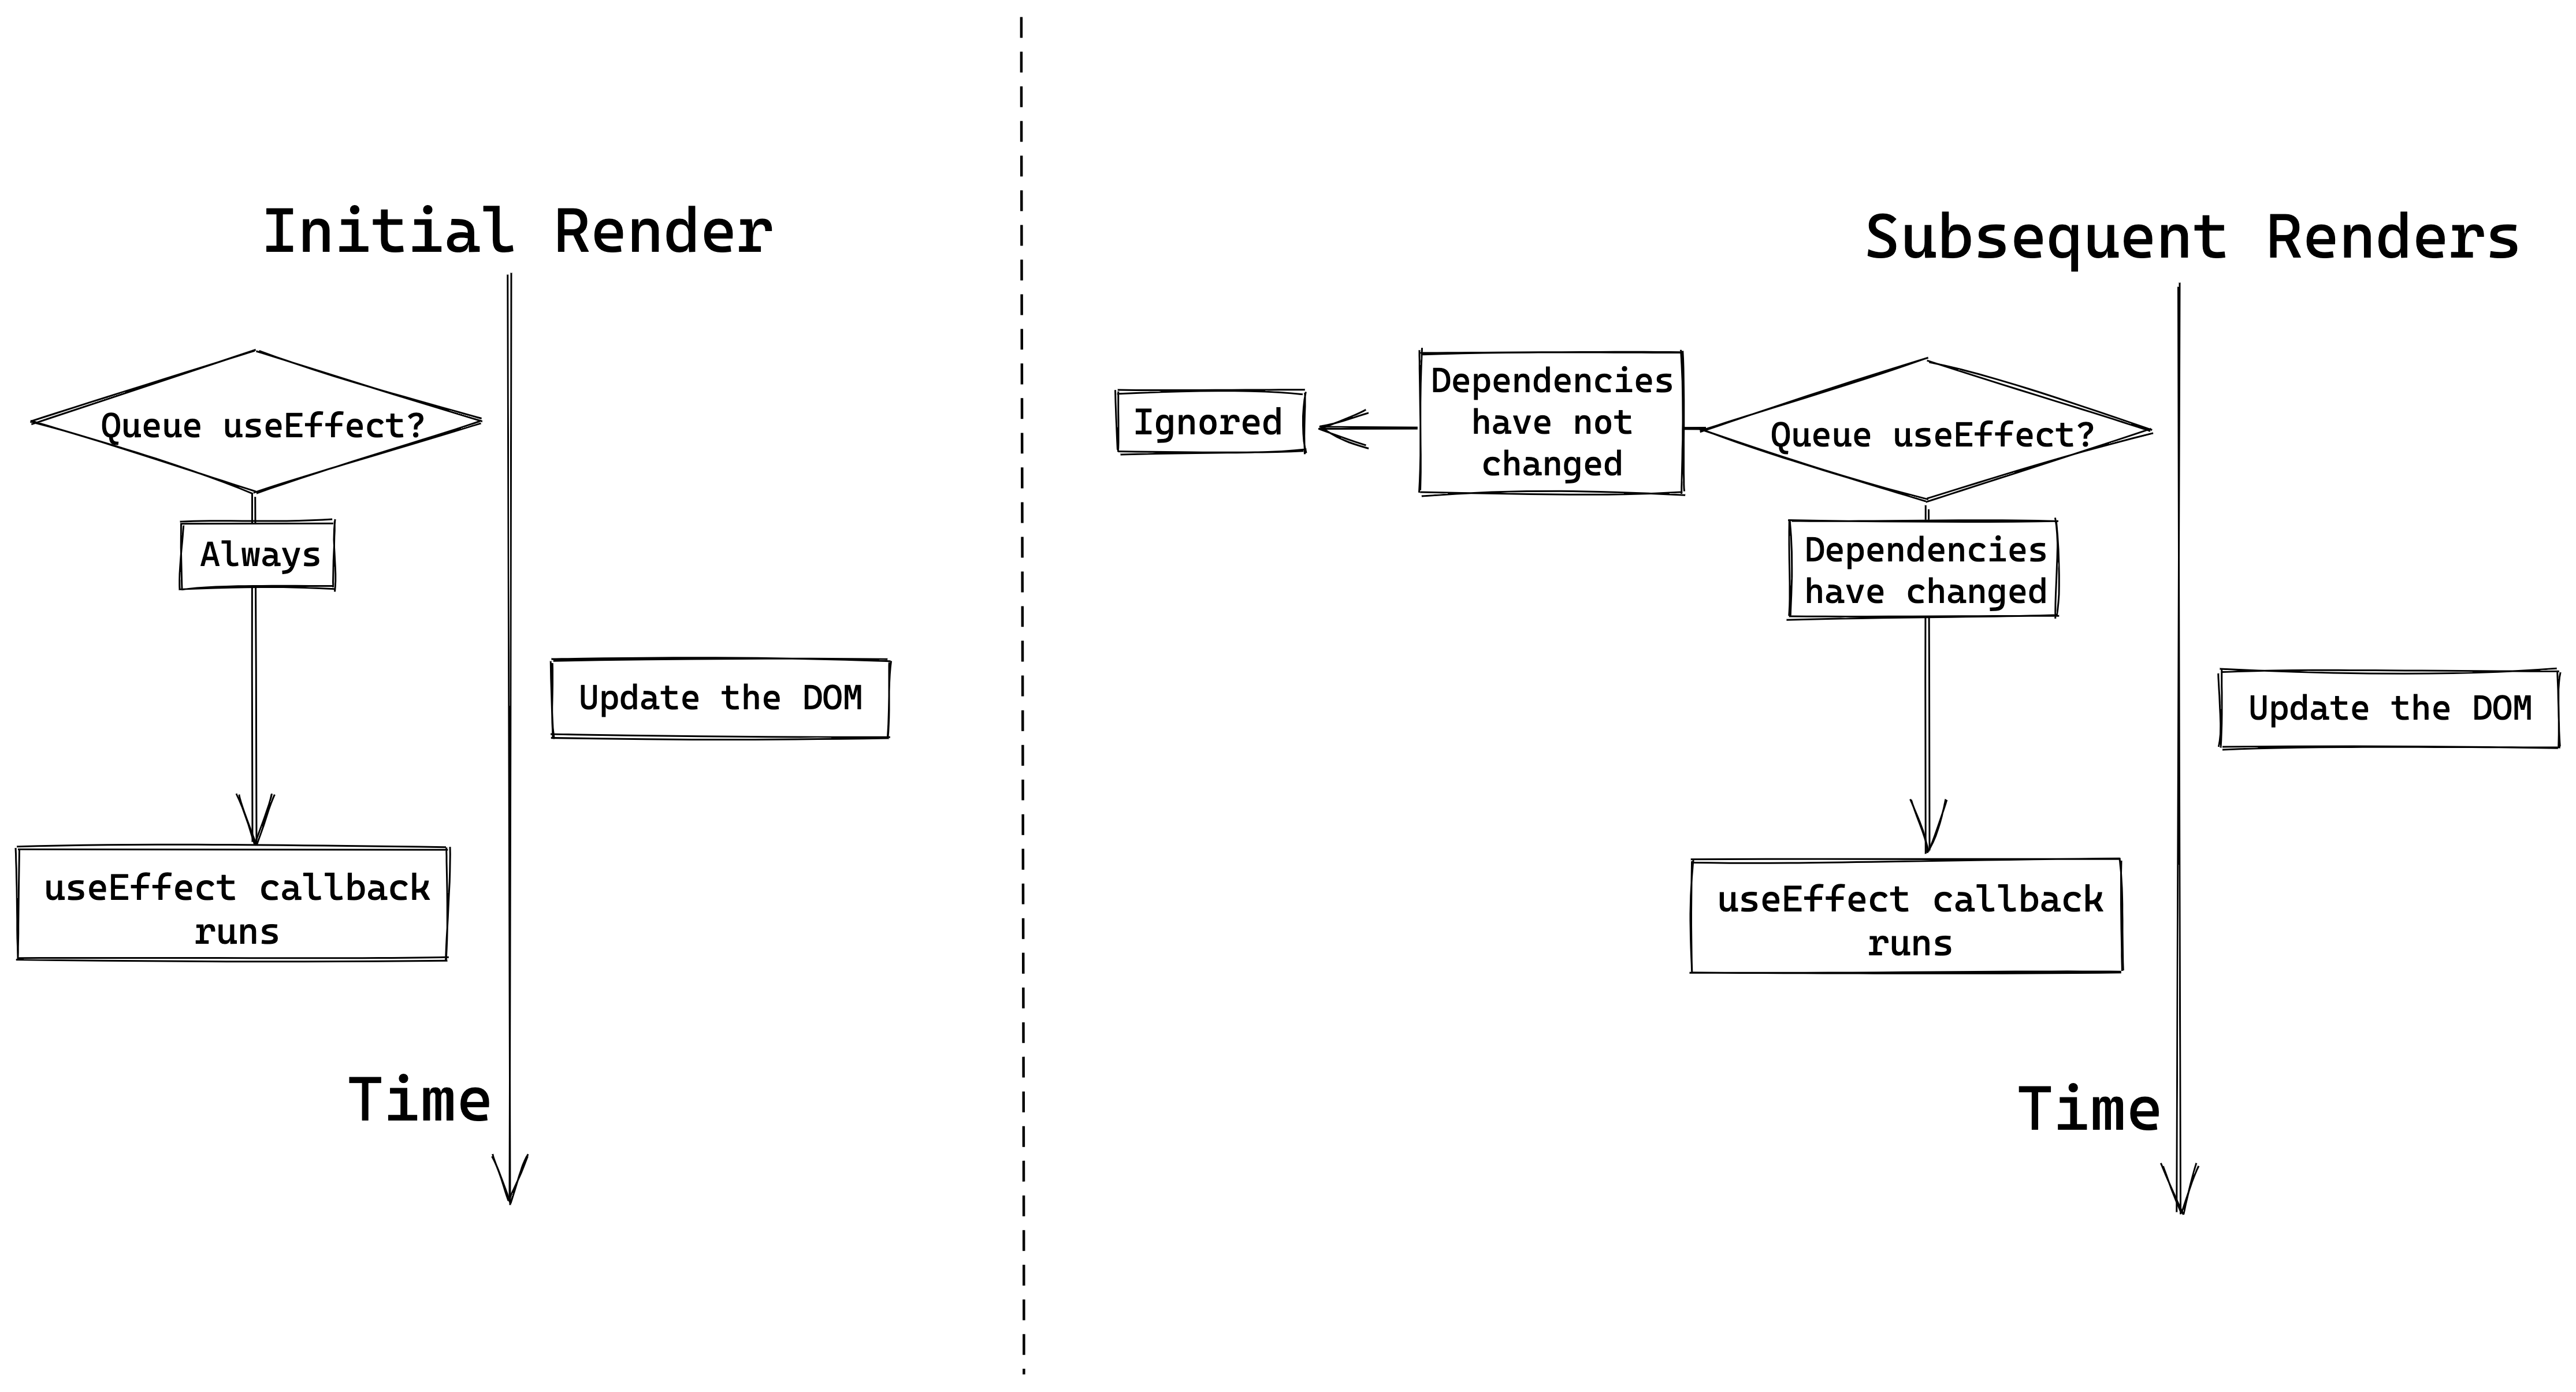 Initial Render
Queue useEffect?
Always
Update the DOM
useEffect callback
runs
Time
Subsequent Renders
Ignored
Dependencies
have not
changed
Queue useEffect?
Dependencies
have changed
Update the DOM
useEffect callback
runs
Time